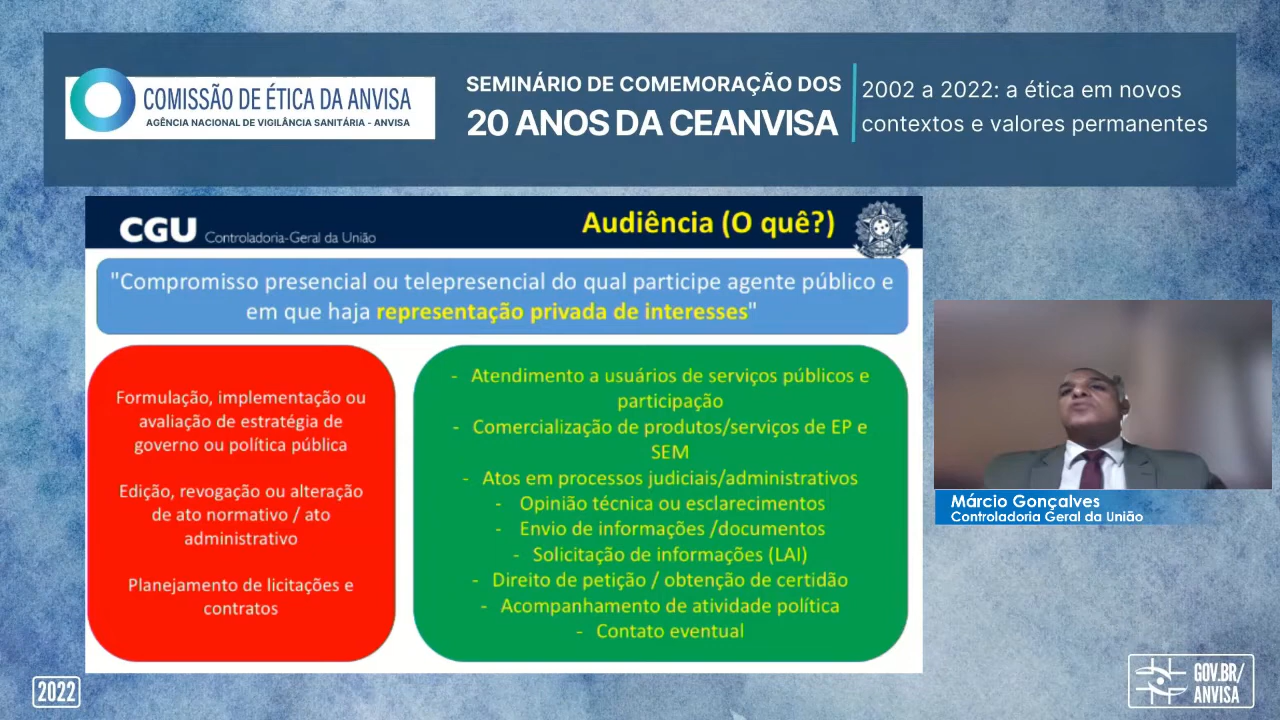 COMISSÃO DE ÉTICA DA ANVISA
AGÊNCIA NACIONAL DE VIGILÂNCIA SANITÁRIA - ANVISA
SEMINÁRIO DE COMEMORAÇÃO DOS
20 ANOS DA CEANVISA
2002 a 2022: a ética em novos
contextos e valores permanentes
CGU Controladoria-Geral da União
Audiência (O quê?)
"Compromisso presencial ou telepresencial do qual participe agente público e
em que haja representação privada de interesses"
Formulação, implementação ou
avaliação de estratégia de
governo ou política pública
Edição, revogação ou alteração
de ato normativo / ato
administrativo
Planejamento de licitações e
contratos
- Atendimento a usuários de serviços públicos e
participação
- Comercialização de produtos/serviços de EP e
SEM
- Atos em processos judiciais/administrativos
- Opinião técnica ou esclarecimentos
- Envio de informações /documentos
- Solicitação de informações (LAI)
- Direito de petição / obtenção de certidão
- Acompanhamento de atividade política
- Contato eventual
Márcio Gonçalves
Controladoria Geral da União
2022
GOV.BR/
ANVISA